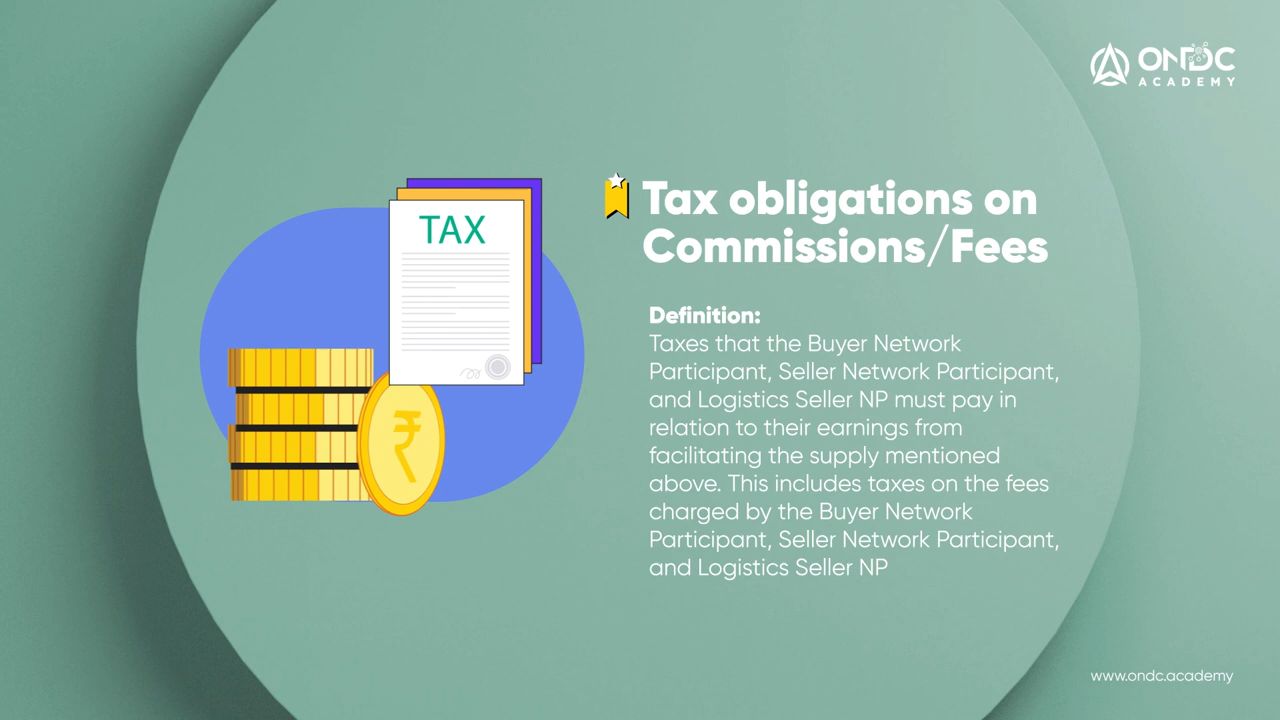 ONDC
ACADEMY
TAX
Tax obligations on
Commissions/Fees
Definition:
Taxes that the Buyer Network
Participant, Seller Network Participant,
and Logistics Seller NP must pay in
relation to their earnings from
facilitating the supply mentioned
above. This includes taxes on the fees
charged by the Buyer Network
Participant, Seller Network Participant,
and Logistics Seller NP
₹
www.ondc.academy